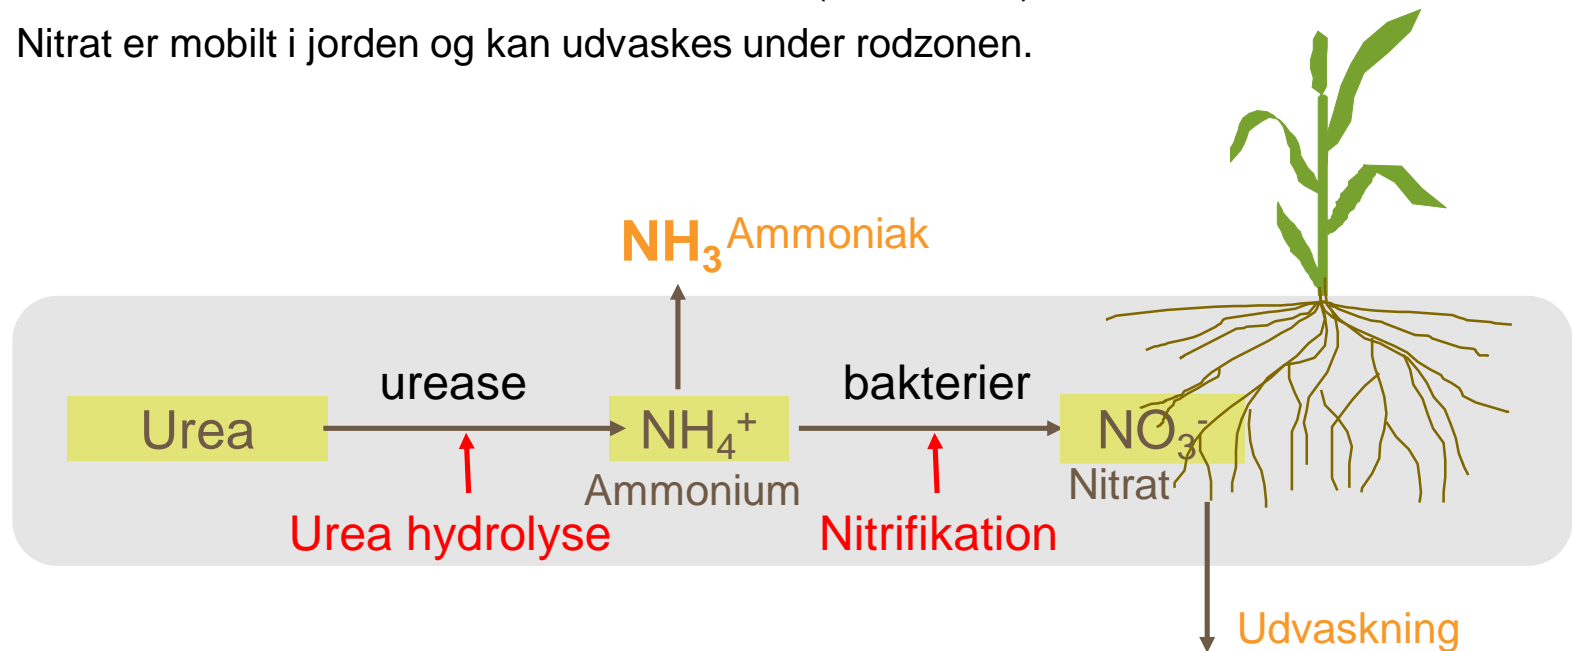 Nitrat er mobilt i jorden og kan udvaskes under rodzonen.
NH₃ Ammoniak
urease
bakterier
Urea
NH₄⁺
NO₃⁻
Ammonium
Nitrat
Urea hydrolyse
Nitrifikation
Udvaskning